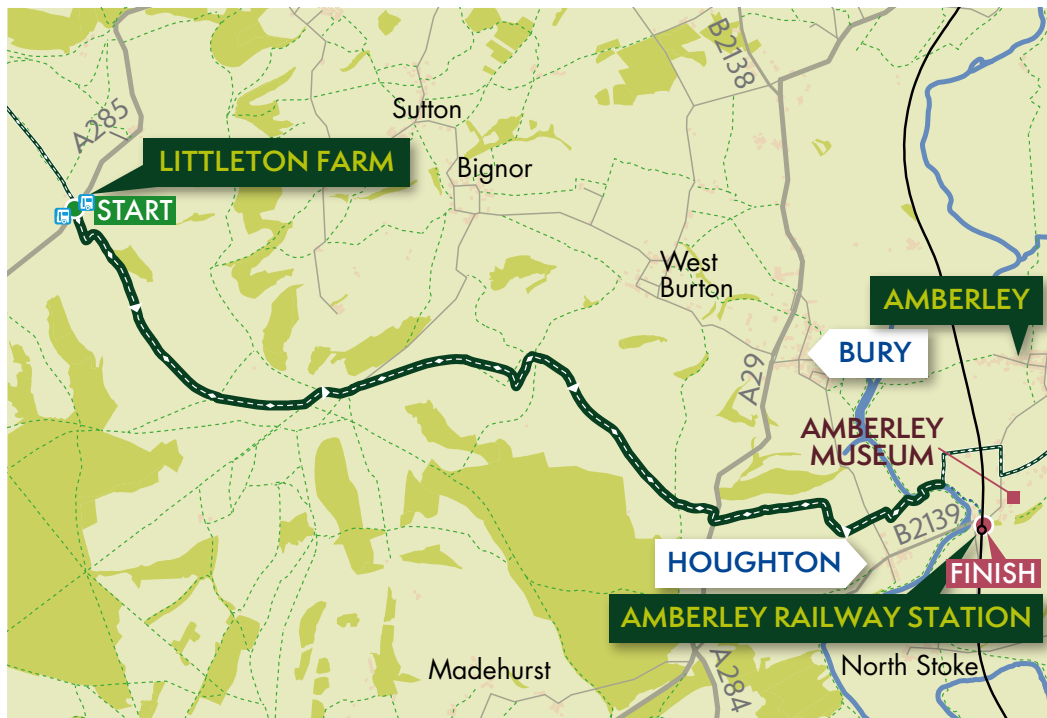 B2138
Sutton
A285
LITTLETON FARM
Bignor
START
West
Burton
AMBERLEY
BURY
A29
AMBERLEY
MUSEUM
B2139
HOUGHTON
FINISH
AMBERLEY RAILWAY STATION
North Stoke
Madehurst
A284